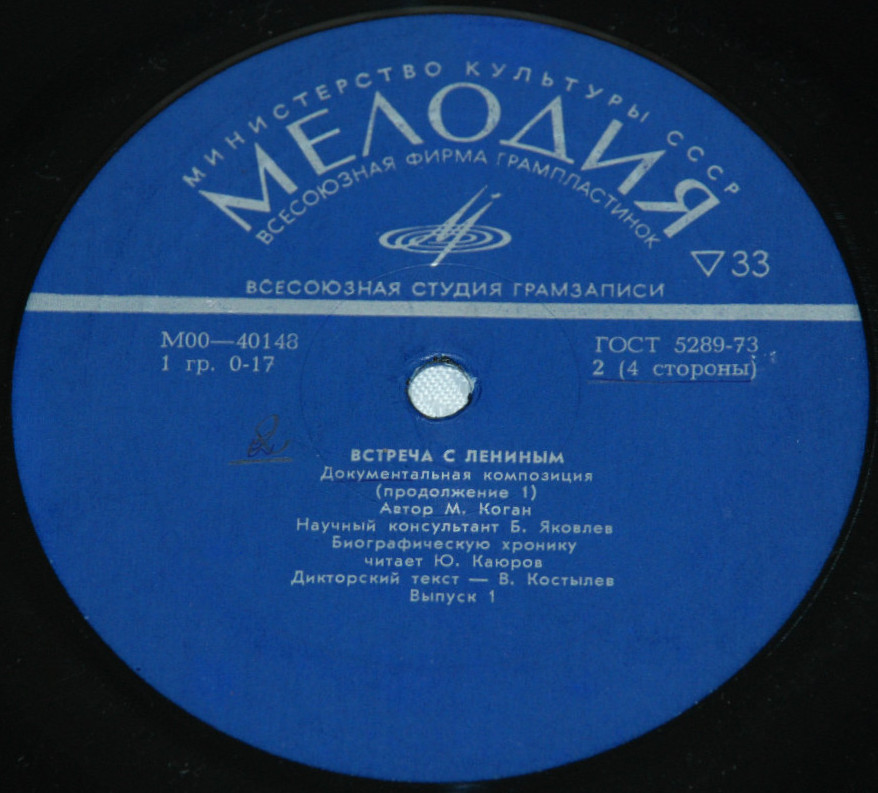 МИНИСТЕРСТВО КУЛЬТУРЫ СССР
МЕЛОДИЯ
ВСЕСОЮЗНАЯ ФИРМА ГРАМПЛАСТИНОК
▽33
ВСЕСОЮЗНАЯ СТУДИЯ ГРАМЗАПИСИ
М00—40148
ГОСТ 5289-73
1 гр. 0-17
2 (4 стороны)
2
ВСТРЕЧА С ЛЕНИНЫМ
Документальная композиция
(продолжение 1)
Автор М. Коган
Научный консультант Б. Яковлев
Биографическую хронику
читает Ю. Каюров
Дикторский текст — В. Костылев
Выпуск 1